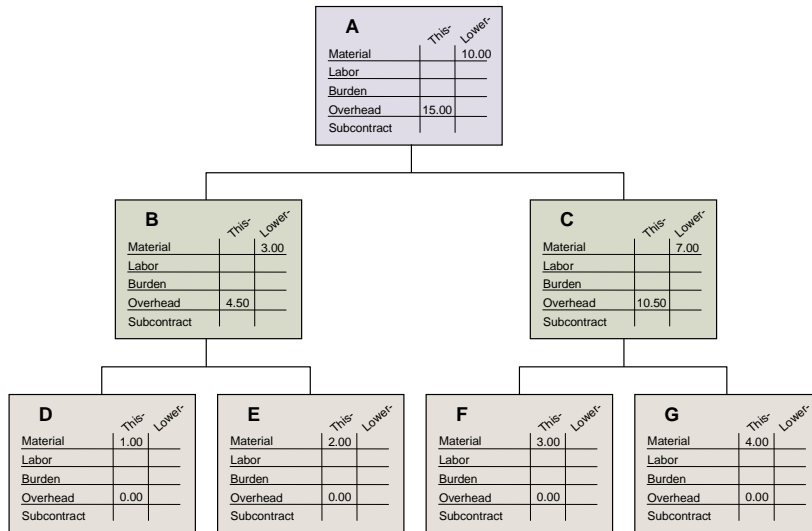 A
This- Lower-
Material 10.00
Labor
Burden
Overhead 15.00
Subcontract
B
This- Lower-
Material 3.00
Labor
Burden
Overhead 4.50
Subcontract
C
This- Lower-
Material 7.00
Labor
Burden
Overhead 10.50
Subcontract
D
This- Lower-
Material 1.00
Labor
Burden
Overhead 0.00
Subcontract
E
This- Lower-
Material 2.00
Labor
Burden
Overhead 0.00
Subcontract
F
This- Lower-
Material 3.00
Labor
Burden
Overhead 0.00
Subcontract
G
This- Lower-
Material 4.00
Labor
Burden
Overhead 0.00
Subcontract